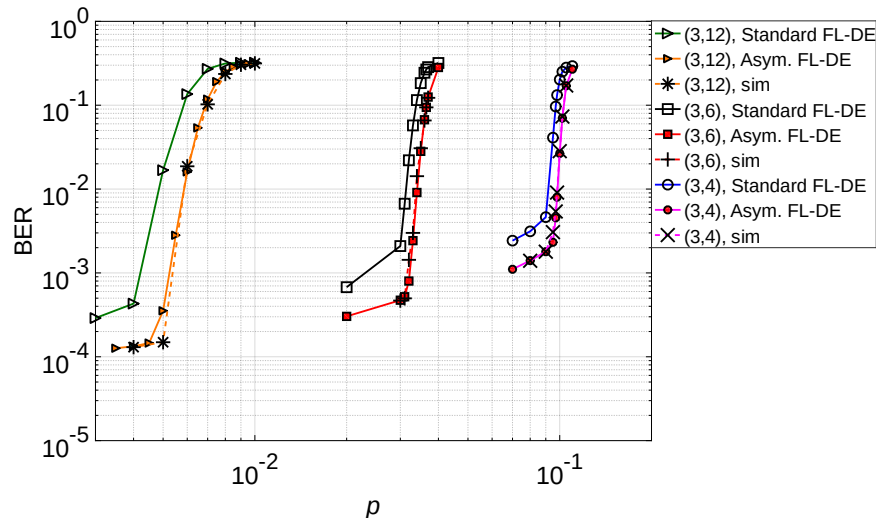 10^0
10^-1
10^-2
10^-3
10^-4
10^-5
BER
10^-2
10^-1
p
(3,12), Standard FL-DE
(3,12), Asym. FL-DE
(3,12), sim
(3,6), Standard FL-DE
(3,6), Asym. FL-DE
(3,6), sim
(3,4), Standard FL-DE
(3,4), Asym. FL-DE
(3,4), sim